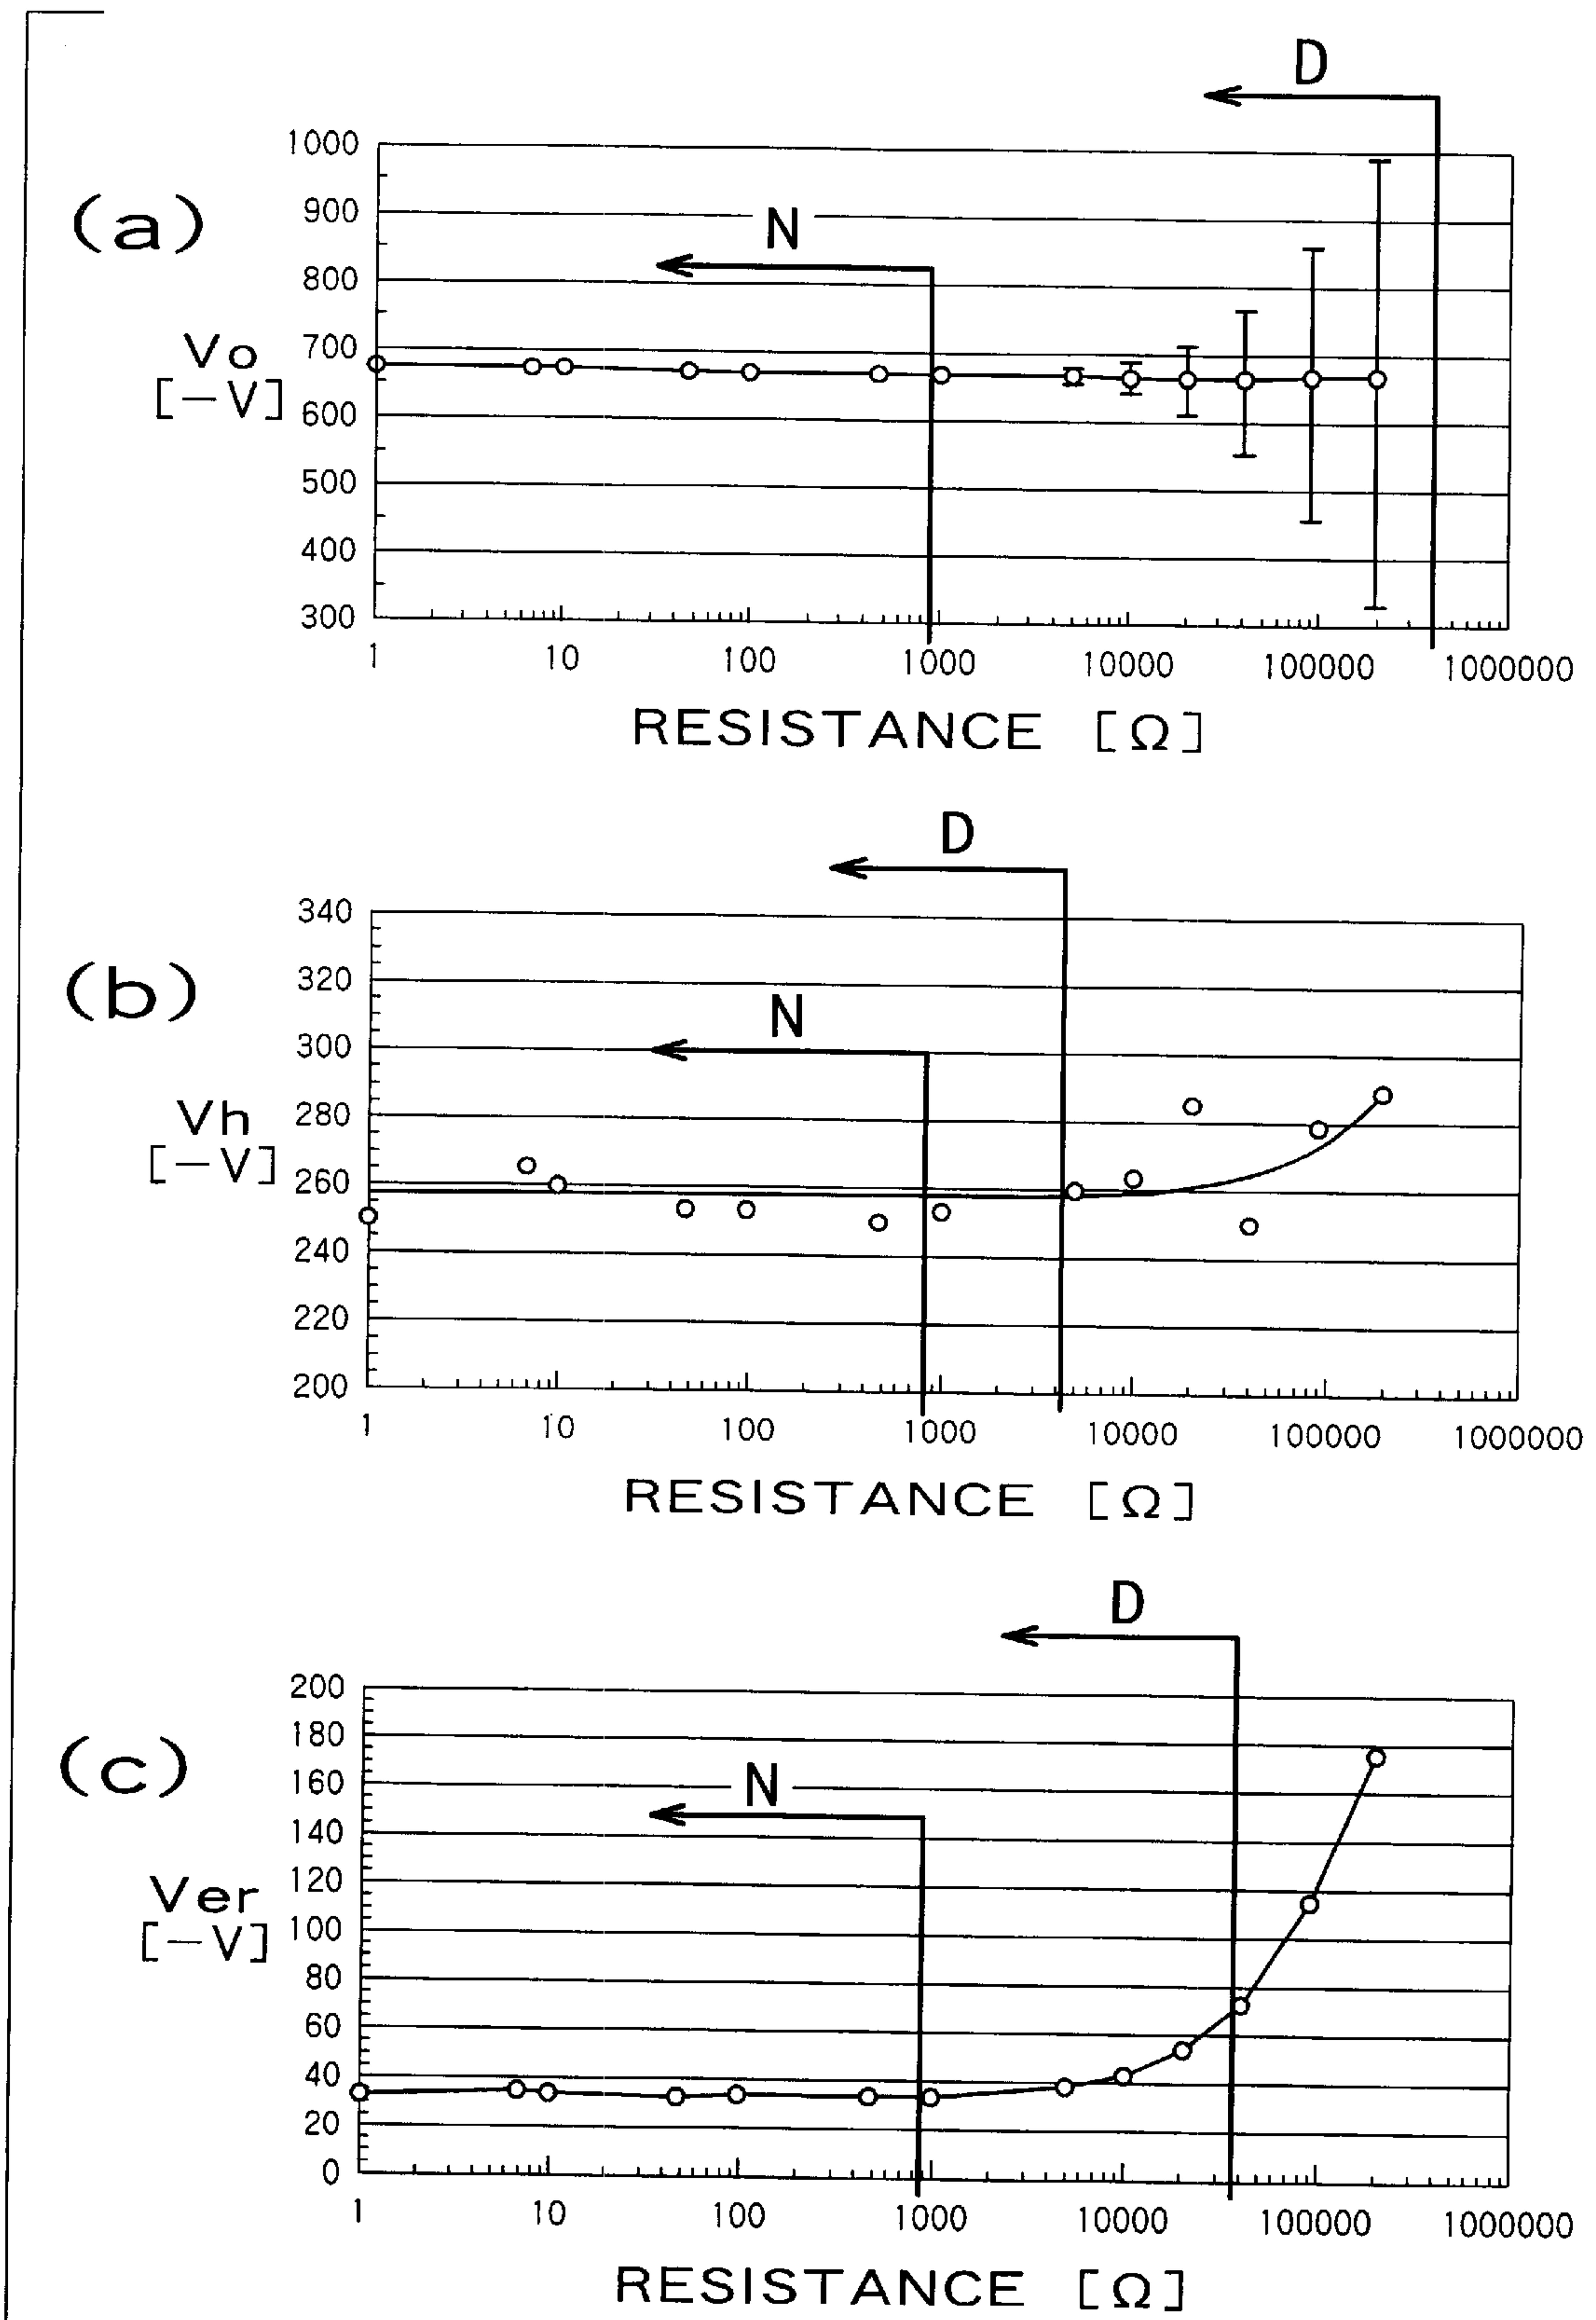 D
1000
(a)
900
N
800
Vo
[-V]
700
600
500
400
300
1 10 100 1000 10000 100000 1000000
RESISTANCE [Ω]
D
340
(b)
320
N
300
Vh
[-V]
280
260
240
220
200
1 10 100 1000 10000 100000 1000000
RESISTANCE [Ω]
D
200
180
(c)
160
N
140
Ver
[-V]
120
100
80
60
40
20
0
1 10 100 1000 10000 100000 1000000
RESISTANCE [Ω]